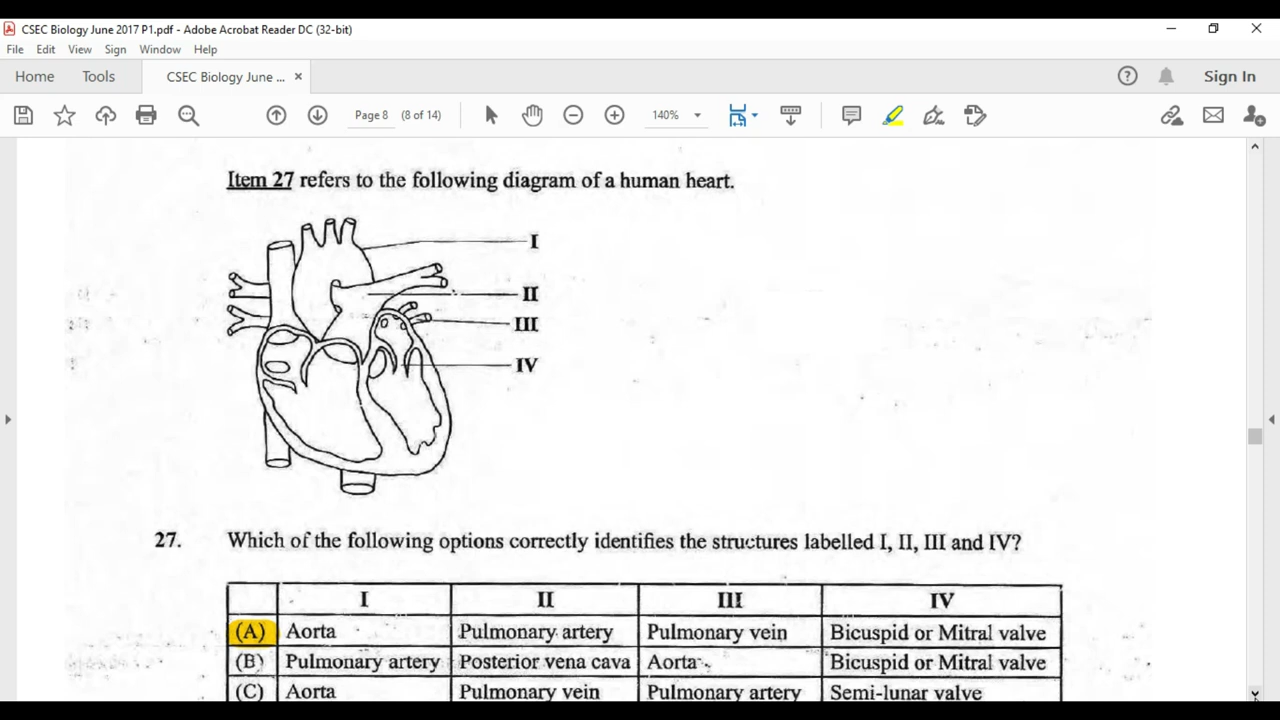 CSEC Biology June 2017 P1.pdf - Adobe Acrobat Reader DC (32-bit)
File Edit View Sign Window Help
Home Tools CSEC Biology June ... × Sign In
Page 8 (8 of 14) 140%
Item 27 refers to the following diagram of a human heart.
I
II
III
IV
27. Which of the following options correctly identifies the structures labelled I, II, III and IV?
I II III IV
(A) Aorta Pulmonary artery Pulmonary vein Bicuspid or Mitral valve
(B) Pulmonary artery Posterior vena cava Aorta Bicuspid or Mitral valve
(C) Aorta Pulmonary vein Pulmonary artery Semi-lunar valve